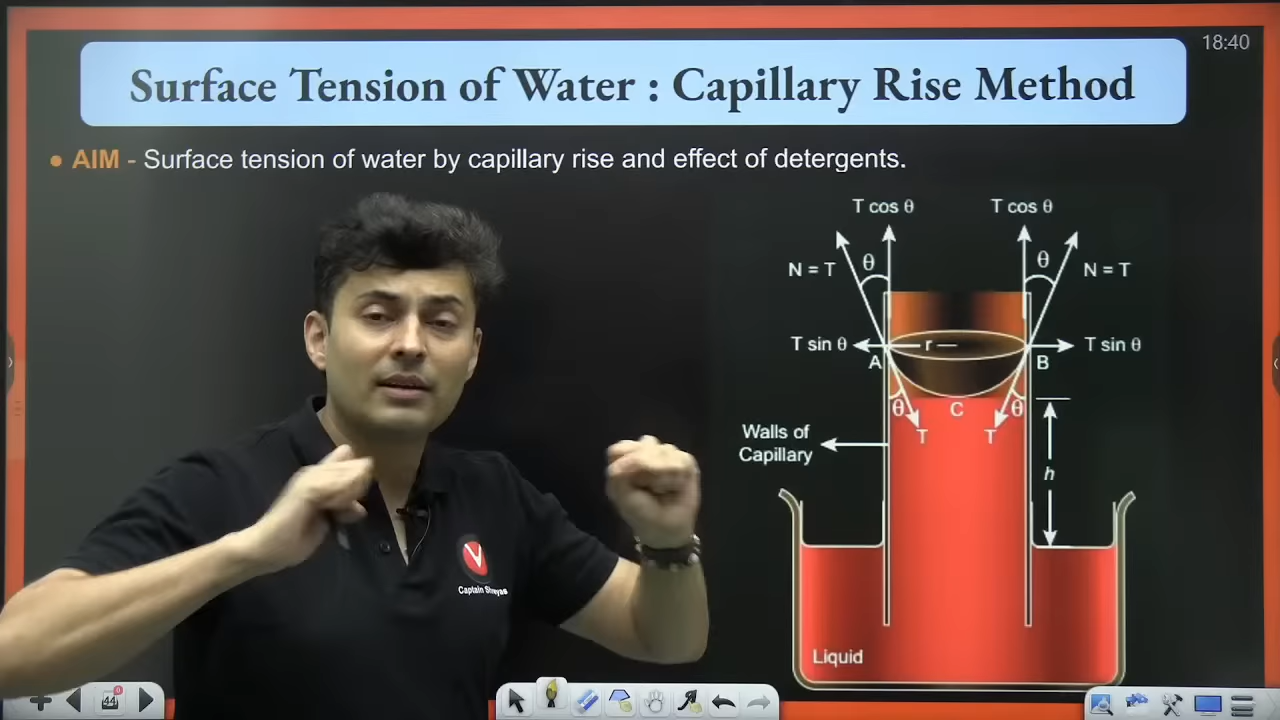 18:40
Surface Tension of Water : Capillary Rise Method
• AIM - Surface tension of water by capillary rise and effect of detergents.
T cos θ T cos θ
θ θ
N = T N = T
T sin θ r T sin θ
A B
θ C θ
T T
Walls of
Capillary
h
Liquid
V
Captain Shreyas
44